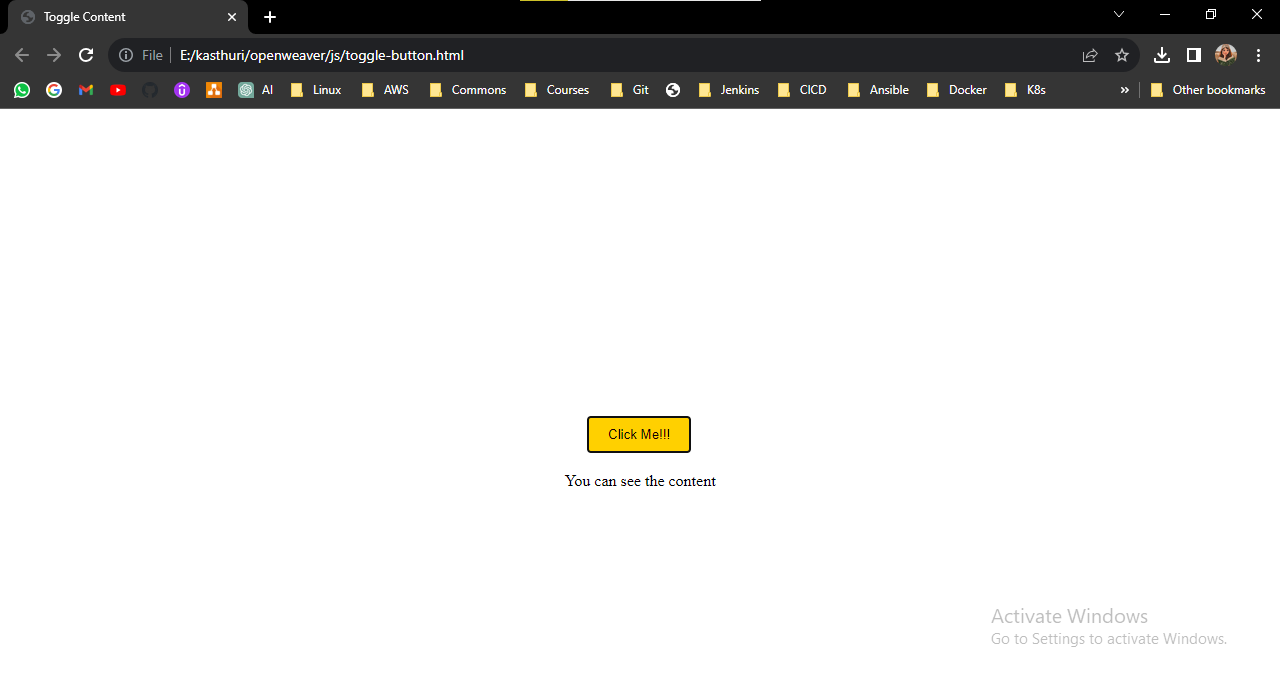 Toggle Content
File
E:/kasthuri/openweaver/js/toggle-button.html
AI Linux AWS Commons Courses Git Jenkins CICD Ansible Docker K8s » Other bookmarks
Click Me!!!
You can see the content
Activate Windows
Go to Settings to activate Windows.